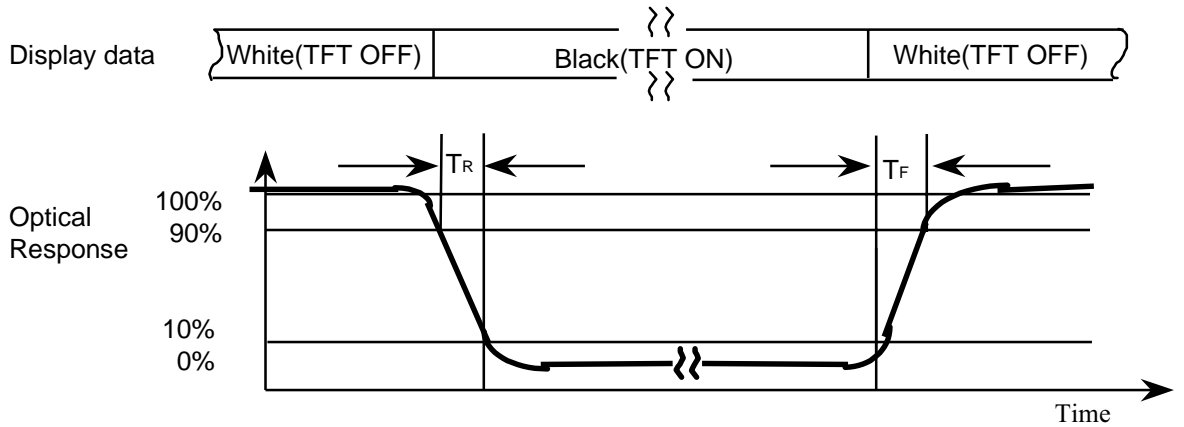 Display data
White(TFT OFF)
Black(TFT ON)
White(TFT OFF)
TR
TF
Optical
Response
100%
90%
10%
0%
Time